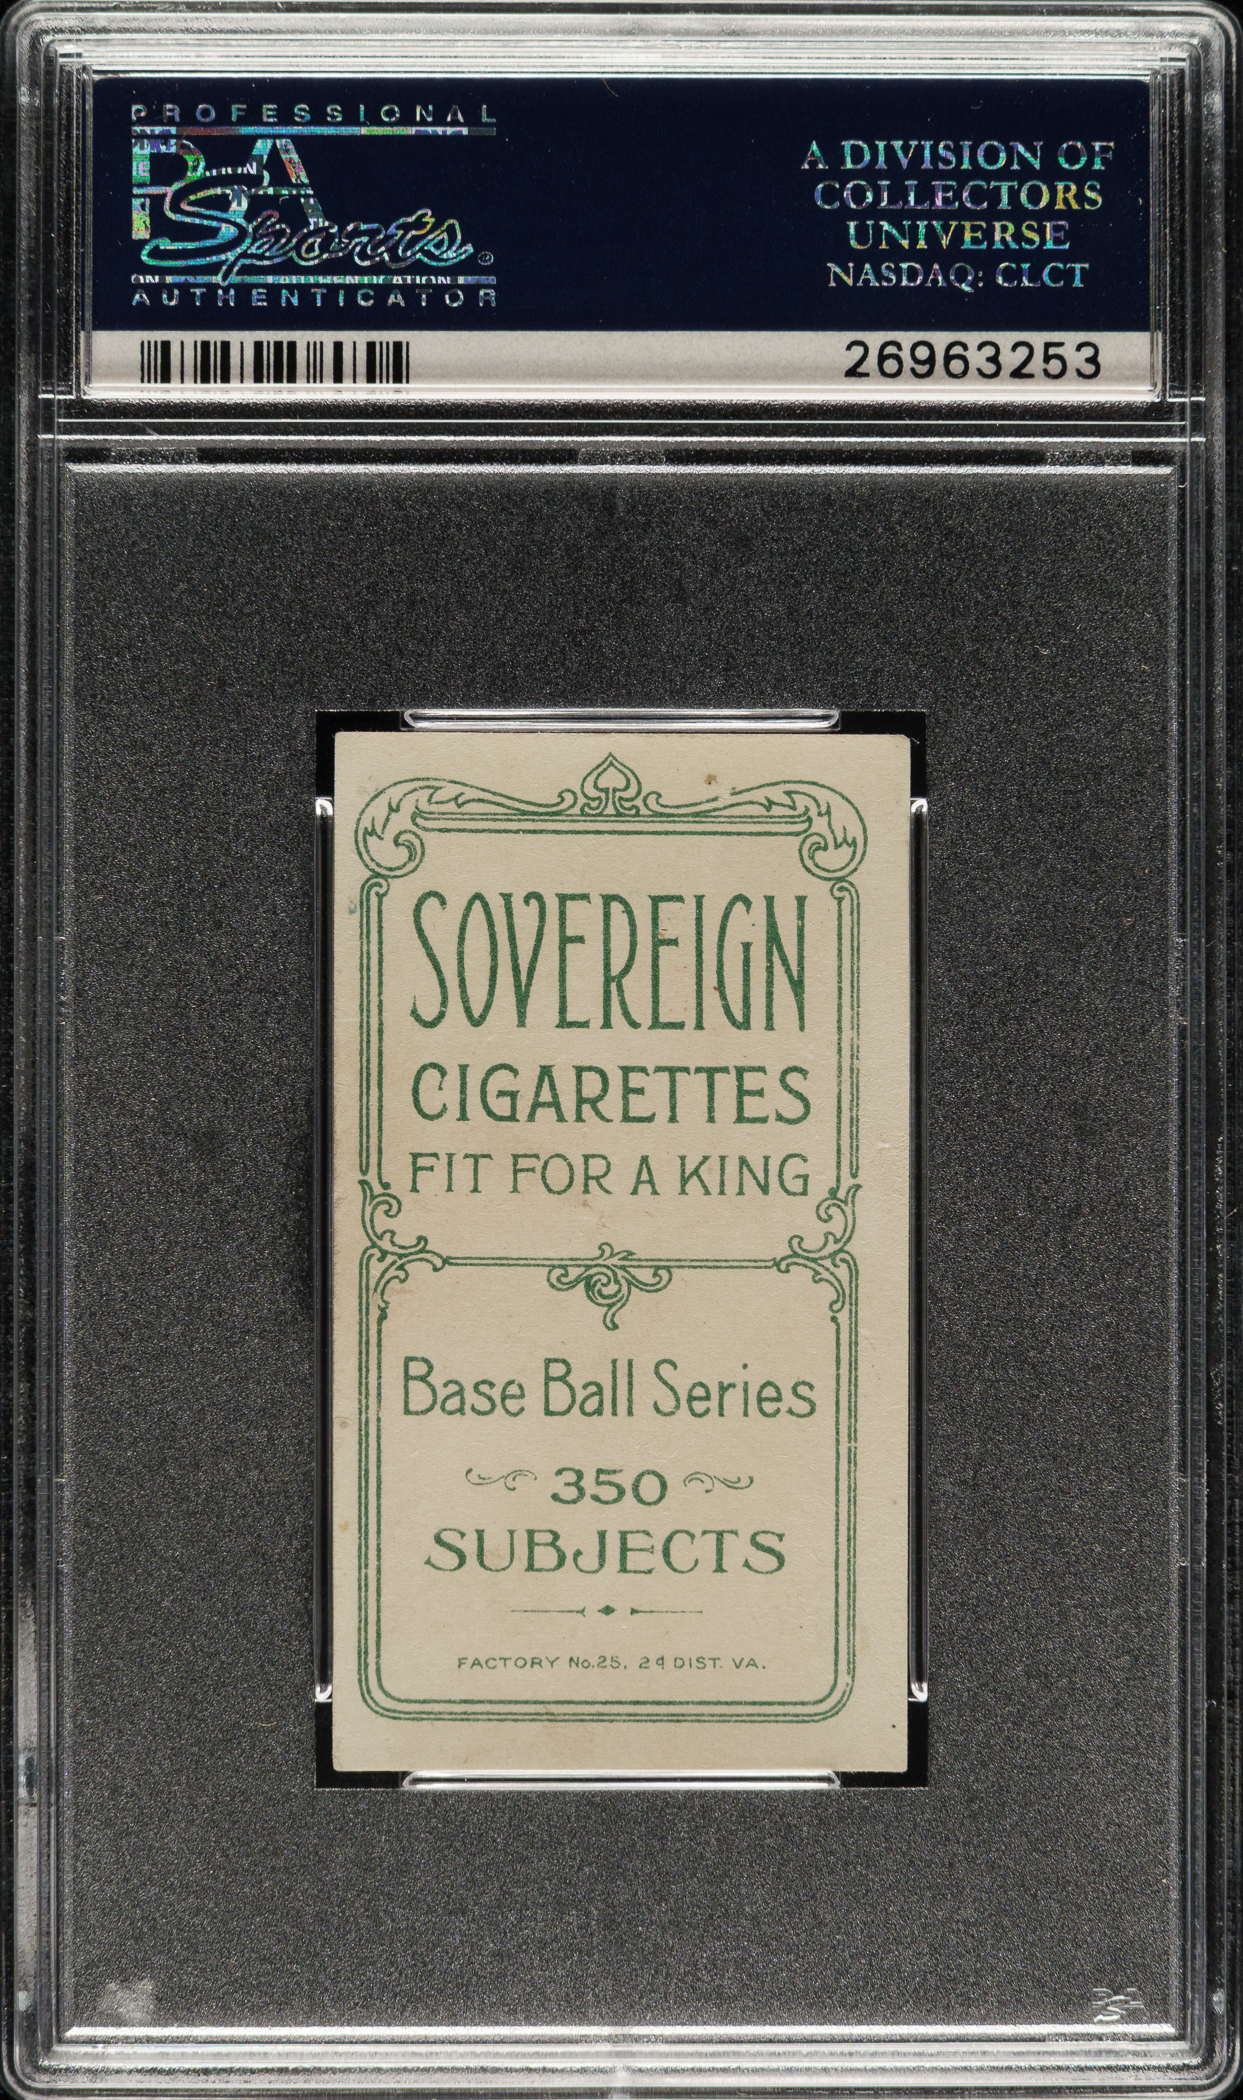 PROFESSIONAL
PSA
Sports
AUTHENTICATOR
A DIVISION OF
COLLECTORS
UNIVERSE
NASDAQ: CLCT
26963253
SOVEREIGN
CIGARETTES
FIT FOR A KING
Base Ball Series
350
SUBJECTS
FACTORY No.25, 2d DIST. VA.